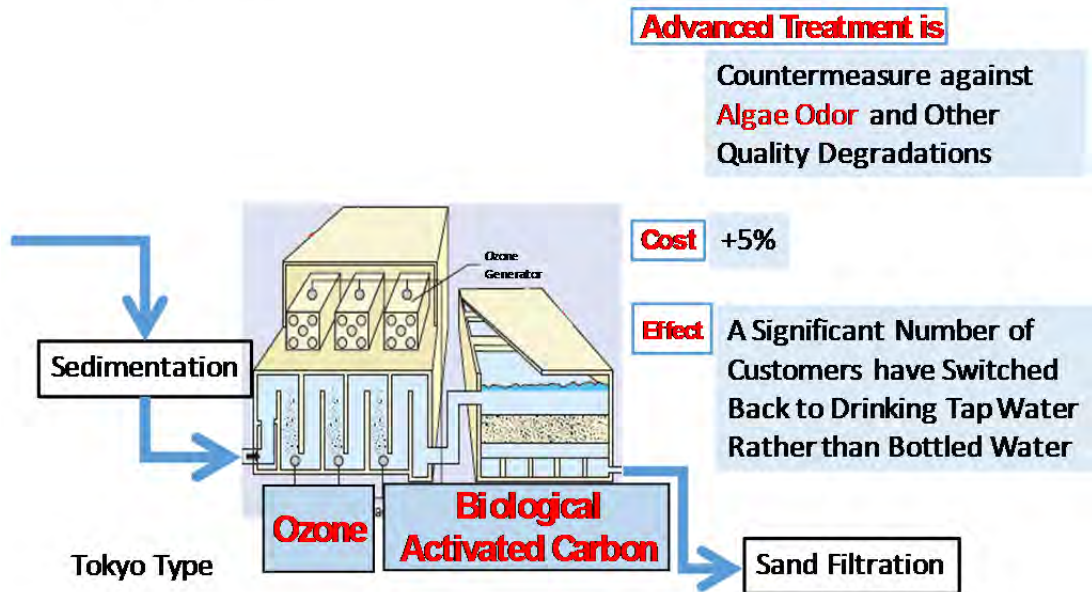 Advanced Treatment is
Countermeasure against
Algae Odor and Other
Quality Degradations
Cost +5%
Effect A Significant Number of
Customers have Switched
Back to Drinking Tap Water
Rather than Bottled Water
Ozone
Generator
Sedimentation
Ozone
Biological
Activated Carbon
Tokyo Type
Sand Filtration